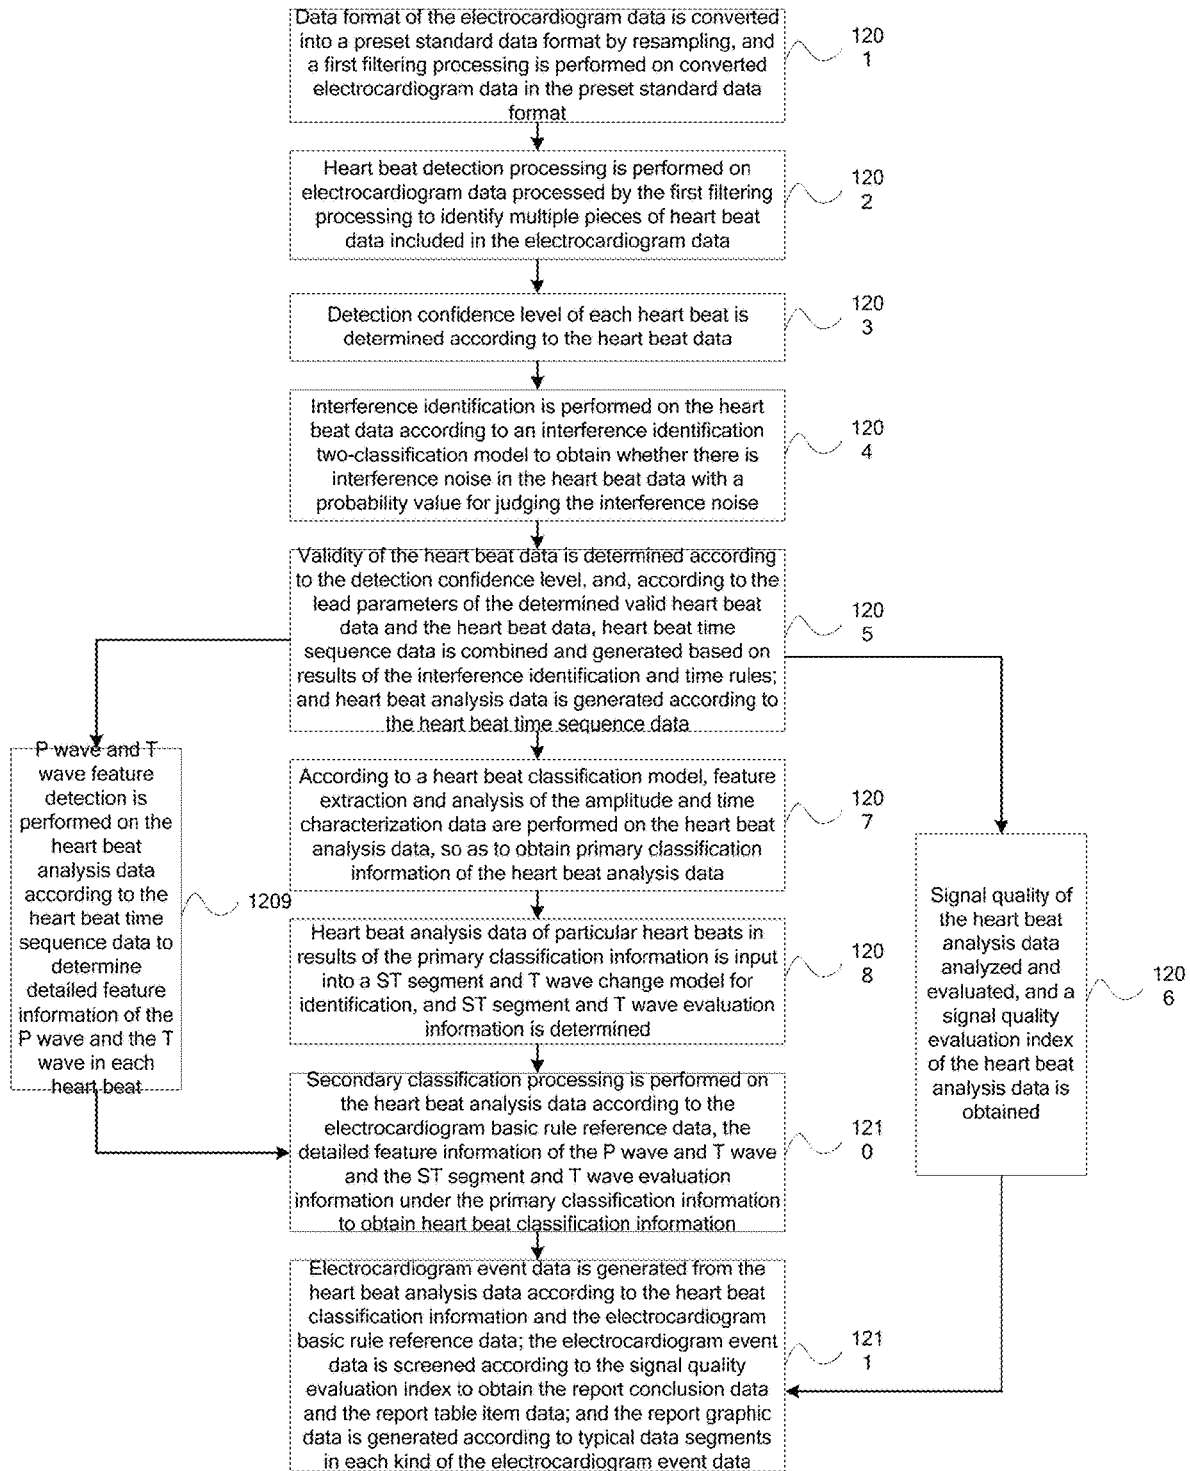 Data format of the electrocardiogram data is converted
into a preset standard data format by resampling, and
a first filtering processing is performed on converted
electrocardiogram data in the preset standard data
format
120
1
Heart beat detection processing is performed on
electrocardiogram data processed by the first filtering
processing to identify multiple pieces of heart beat
data included in the electrocardiogram data
120
2
Detection confidence level of each heart beat is
determined according to the heart beat data
120
3
Interference identification is performed on the heart
beat data according to an interference identification
two-classification model to obtain whether there is
interference noise in the heart beat data with a
probability value for judging the interference noise
120
4
Validity of the heart beat data is determined according
to the detection confidence level, and, according to the
lead parameters of the determined valid heart beat
data and the heart beat data, heart beat time
sequence data is combined and generated based on
results of the interference identification and time rules;
and heart beat analysis data is generated according to
the heart beat time sequence data
120
5
P wave and T
wave feature
detection is
performed on the
heart beat
analysis data
according to the
heart beat time
sequence data to
determine
detailed feature
information of the
P wave and the T
wave in each
heart beat
1209
According to a heart beat classification model, feature
extraction and analysis of the amplitude and time
characterization data are performed on the heart beat
analysis data, so as to obtain primary classification
information of the heart beat analysis data
120
7
Heart beat analysis data of particular heart beats in
results of the primary classification information is input
into a ST segment and T wave change model for
identification, and ST segment and T wave evaluation
information is determined
120
8
Signal quality of
the heart beat
analysis data
analyzed and
evaluated, and a
signal quality
evaluation index
of the heart beat
analysis data is
obtained
120
6
Secondary classification processing is performed on
the heart beat analysis data according to the
electrocardiogram basic rule reference data, the
detailed feature information of the P wave and T wave
and the ST segment and T wave evaluation
information under the primary classification information
to obtain heart beat classification information
121
0
Electrocardiogram event data is generated from the
heart beat analysis data according to the heart beat
classification information and the electrocardiogram
basic rule reference data; the electrocardiogram event
data is screened according to the signal quality
evaluation index to obtain the report conclusion data
and the report table item data; and the report graphic
data is generated according to typical data segments
in each kind of the electrocardiogram event data
121
1